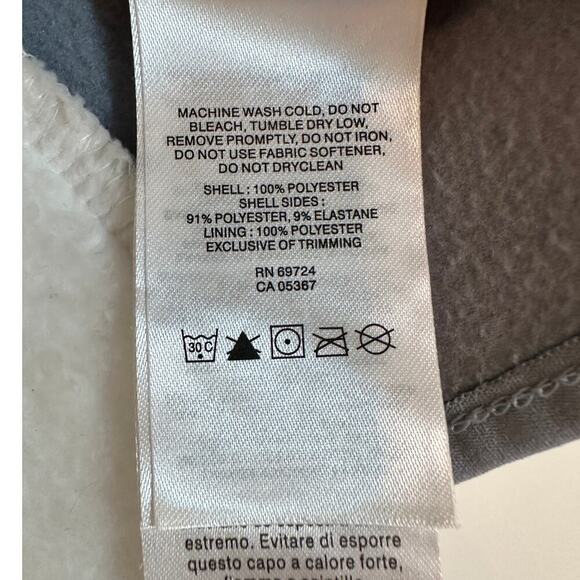 MACHINE WASH COLD, DO NOT
BLEACH, TUMBLE DRY LOW,
REMOVE PROMPTLY, DO NOT IRON,
DO NOT USE FABRIC SOFTENER,
DO NOT DRYCLEAN
SHELL : 100% POLYESTER
SHELL SIDES :
91% POLYESTER, 9% ELASTANE
LINING : 100% POLYESTER
EXCLUSIVE OF TRIMMING
RN 69724
CA 05367
30 C
estremo. Evitare di esporre
questo capo a calore forte,